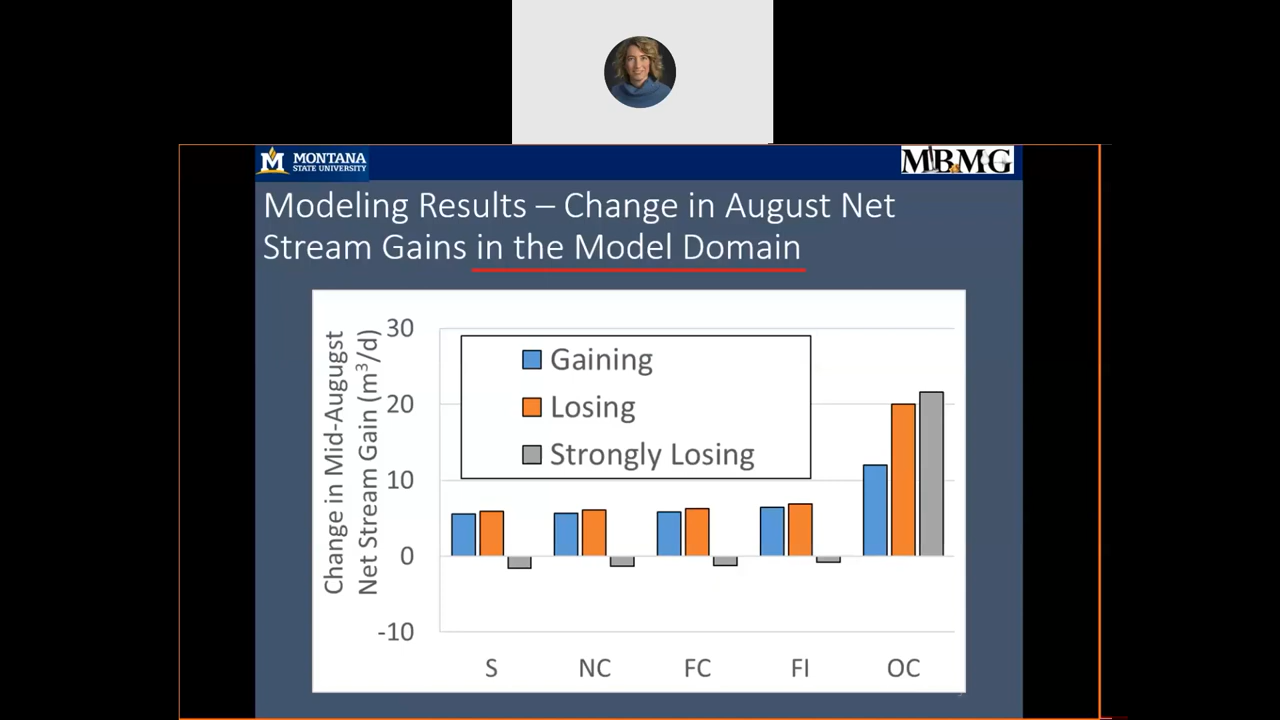 MONTANA
STATE UNIVERSITY
MBMG
Modeling Results – Change in August Net
Stream Gains in the Model Domain
Change in Mid-Augugst
Net Stream Gain (m³/d)
30
20
10
0
-10
Gaining
Losing
Strongly Losing
S NC FC FI OC